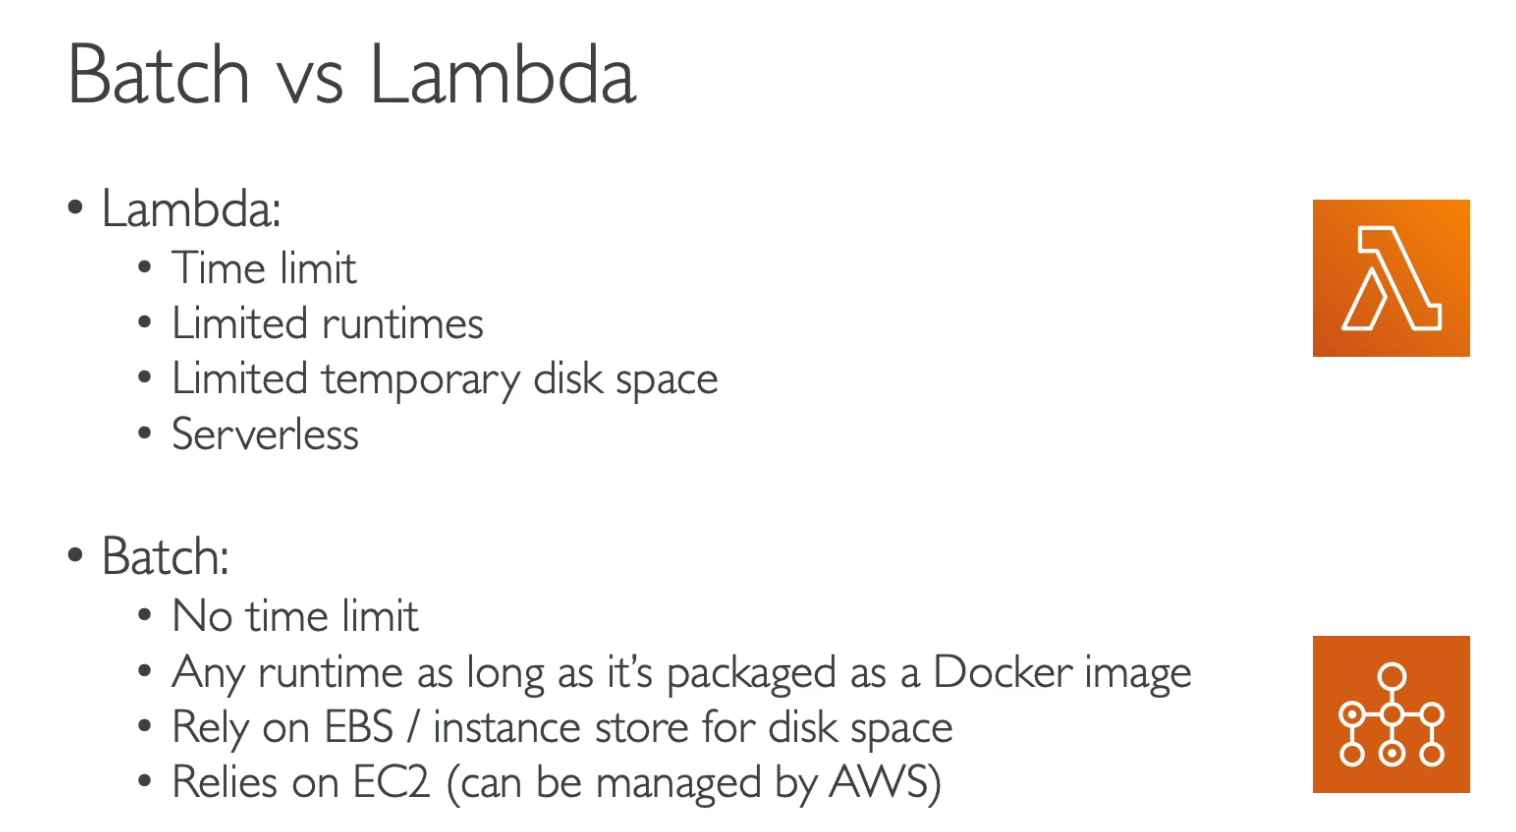 Batch vs Lambda
• Lambda:
• Time limit
• Limited runtimes
• Limited temporary disk space
• Serverless
• Batch:
• No time limit
• Any runtime as long as it’s packaged as a Docker image
• Rely on EBS / instance store for disk space
• Relies on EC2 (can be managed by AWS)